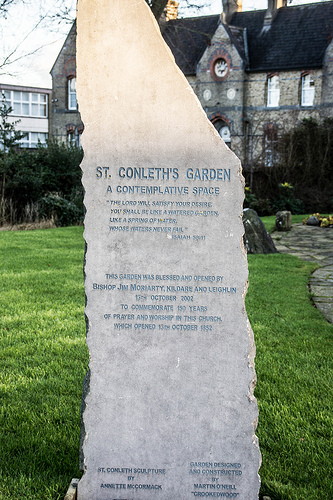 ST. CONLETH'S GARDEN
A CONTEMPLATIVE SPACE
"THE LORD WILL SATISFY YOUR DESIRE
YOU SHALL BE LIKE A WATERED GARDEN,
LIKE A SPRING OF WATER,
WHOSE WATERS NEVER FAIL."
ISAIAH 58:11
THIS GARDEN WAS BLESSED AND OPENED BY
BISHOP JIM MORIARTY, KILDARE AND LEIGHLIN
13TH OCTOBER 2002
TO COMMEMORATE 150 YEARS
OF PRAYER AND WORSHIP IN THIS CHURCH,
WHICH OPENED 13TH OCTOBER 1852
ST. CONLETH SCULPTURE
BY
ANNETTE MCCORMACK
GARDEN DESIGNED
AND CONSTRUCTED
BY
MARTIN O'NEILL
"CROOKEDWOOD"